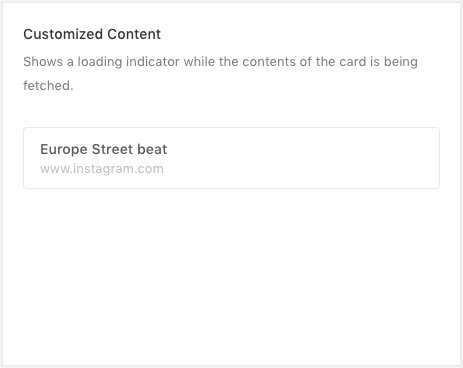 Customized Content
Shows a loading indicator while the contents of the card is being
fetched.
Europe Street beat
www.instagram.com